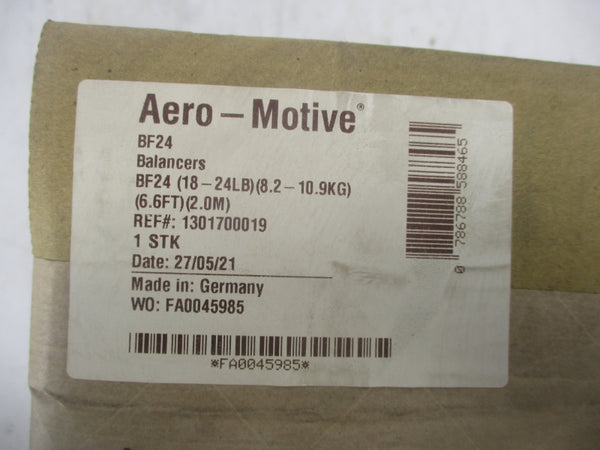 Aero-Motive®
BF24
Balancers
BF24 (18-24LB)(8.2-10.9KG)
(6.6FT)(2.0M)
REF#: 1301700019
1 STK
Date: 27/05/21
Made in: Germany
WO: FA0045985
*FA0045985*
0 786788 588465